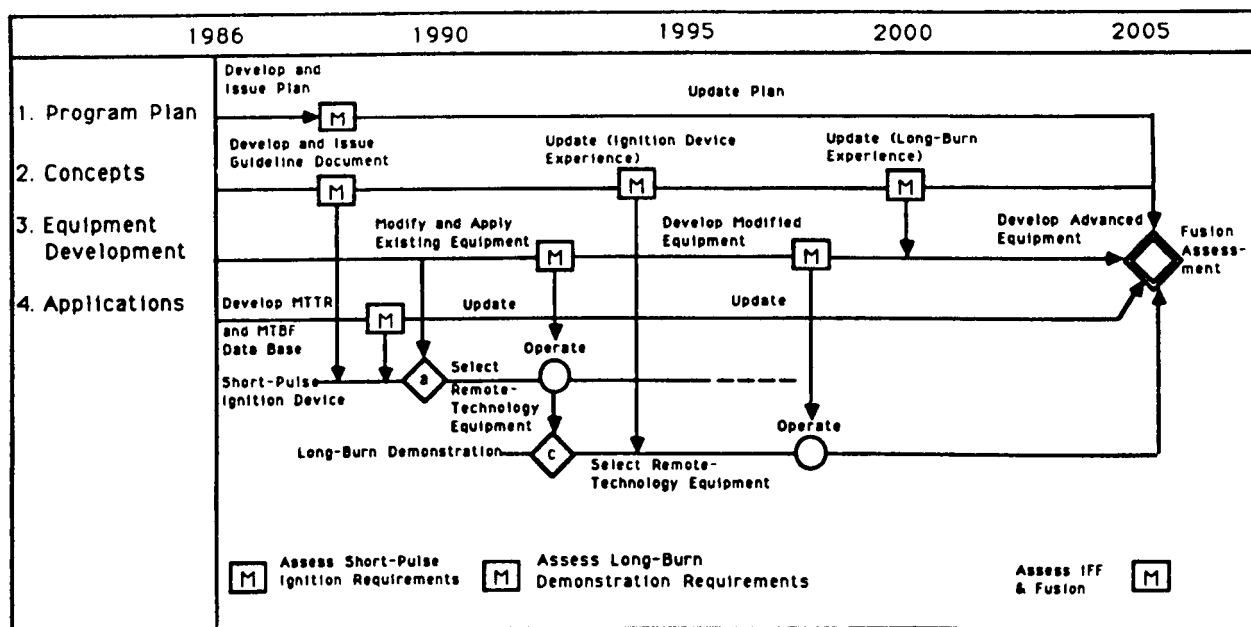 1986 1990 1995 2000 2005
Develop and
Issue Plan
Update Plan
1. Program Plan
M
Develop and Issue
Guideline Document
Update (Ignition Device
Experience)
Update (Long-Burn
Experience)
2. Concepts
M M M
3. Equipment
Development
Modify and Apply
Existing Equipment
Develop Modified
Equipment
Develop Advanced
Equipment
M M
Fusion
Assess-
ment
4. Applications
Develop MTTR
and MTBF
Data Base
M
Update
Update
Operate
Short-Pulse
Ignition Device
a
Select
Remote-
Technology
Equipment
Operate
Long-Burn Demonstration
c
Select Remote-
Technology Equipment
M
Assess Short-Pulse
Ignition Requirements
M
Assess Long-Burn
Demonstration Requirements
Assess IFF
& Fusion
M